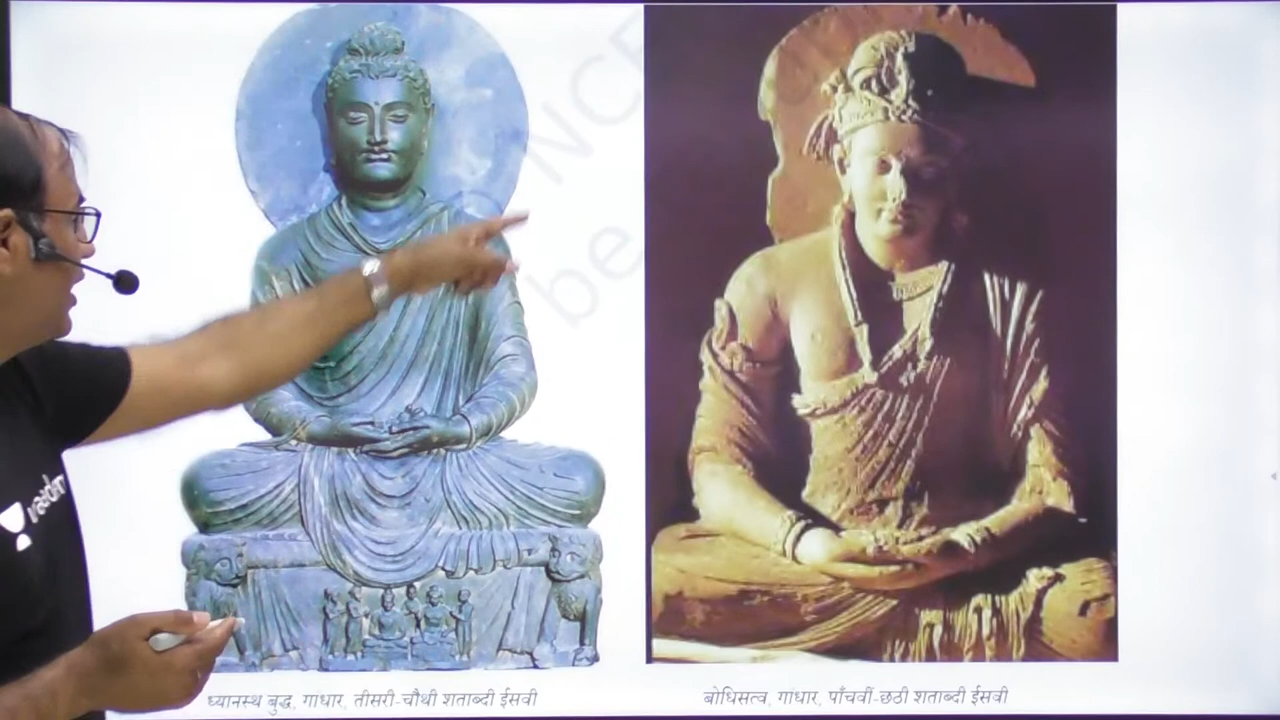 ध्यानस्थ बुद्ध, गांधार, तीसरी-चौथी शताब्दी ईसवी
बोधिसत्व, गांधार, पाँचवीं-छठी शताब्दी ईसवी